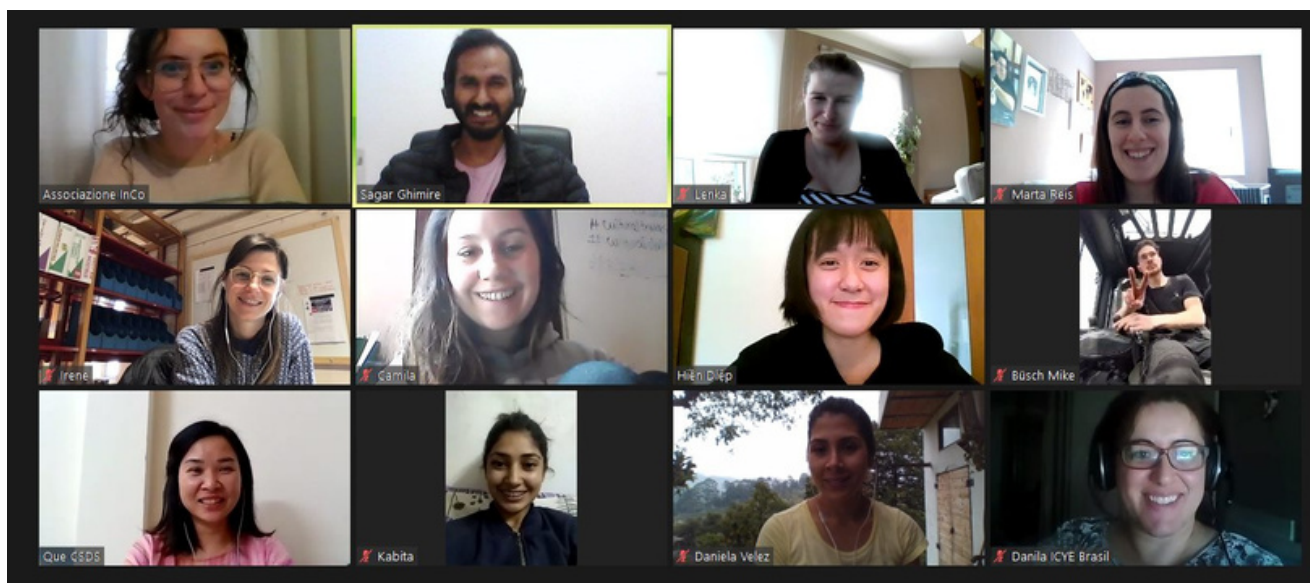 Associazione InCo
Sagar Ghimire
Lenka
Marta Reis
Irene
Camila
Hiền Diệp
Büsch Mike
Que CSDS
Kabita
Daniela Velez
Danila ICYE Brasil